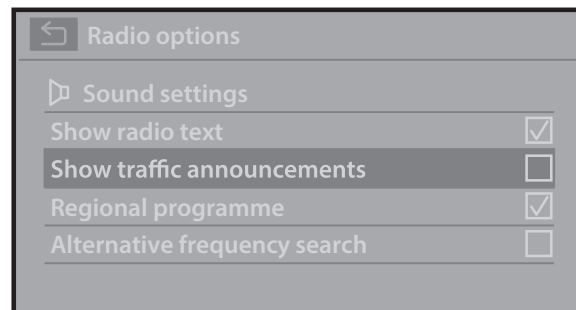 Radio options
Sound settings
Show radio text
Show traffic announcements
Regional programme
Alternative frequency search